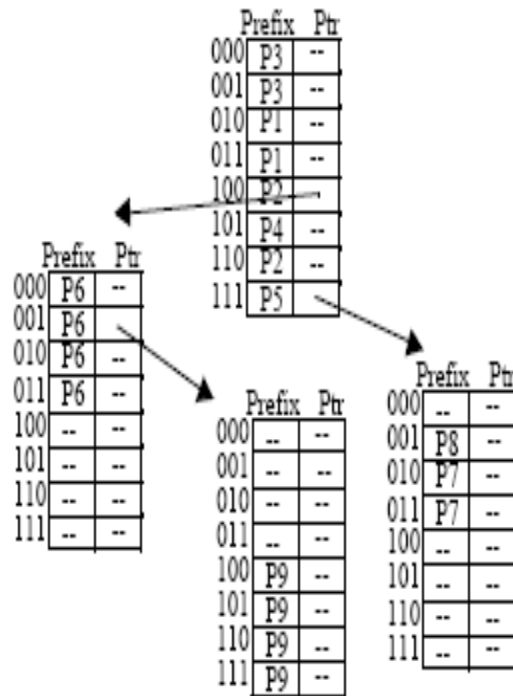 Prefix Ptr
000 P3 --
001 P3 --
010 P1 --
011 P1 --
100 P2
101 P4 --
110 P2 --
111 P5
Prefix Ptr
000 P6 --
001 P6
010 P6 --
011 P6 --
100 -- --
101 -- --
110 -- --
111 -- --
Prefix Ptr
000 -- --
001 -- --
010 -- --
011 -- --
100 P9 --
101 P9 --
110 P9 --
111 P9 --
Prefix Ptr
000 -- --
001 P8 --
010 P7 --
011 P7 --
100 -- --
101 -- --
110 -- --
111 -- --